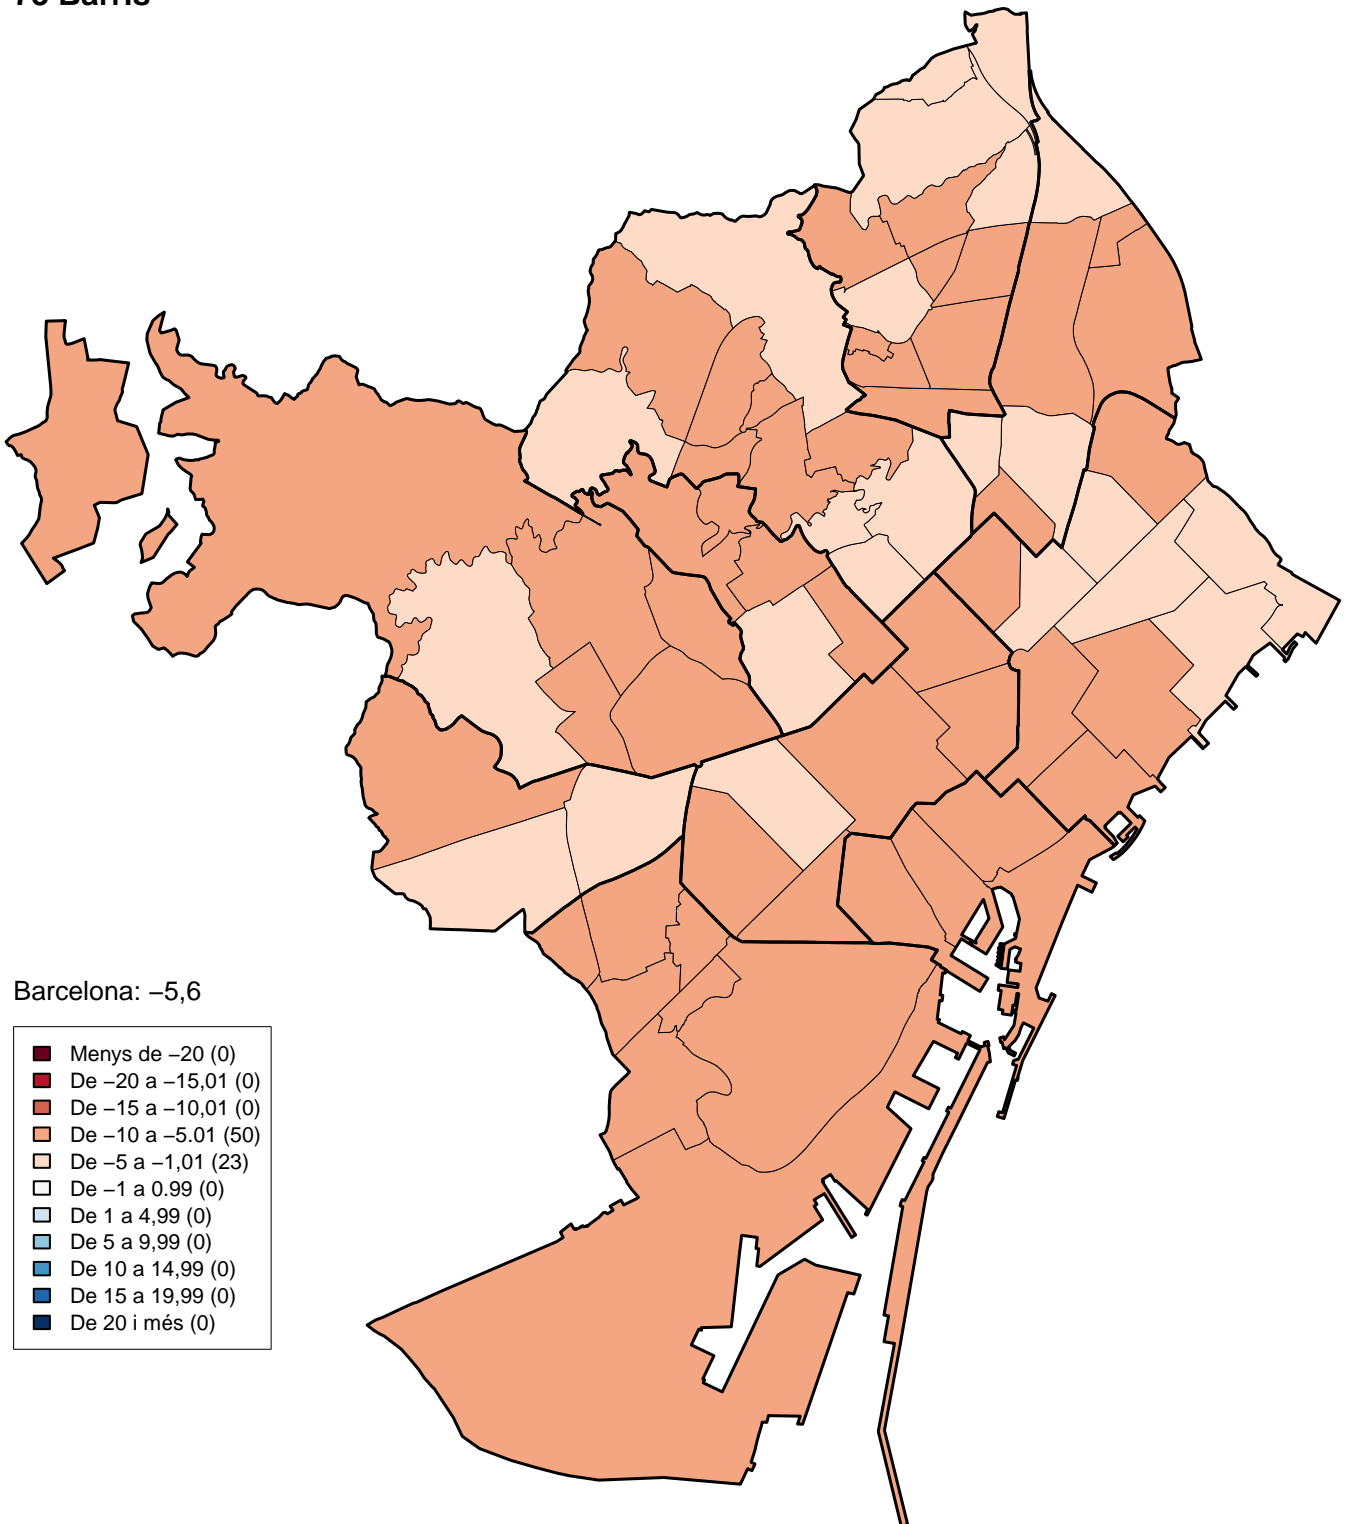 73 Barris
Barcelona: −5,6
Menys de −20 (0)
De −20 a −15,01 (0)
De −15 a −10,01 (0)
De −10 a −5.01 (50)
De −5 a −1,01 (23)
De −1 a 0.99 (0)
De 1 a 4,99 (0)
De 5 a 9,99 (0)
De 10 a 14,99 (0)
De 15 a 19,99 (0)
De 20 i més (0)